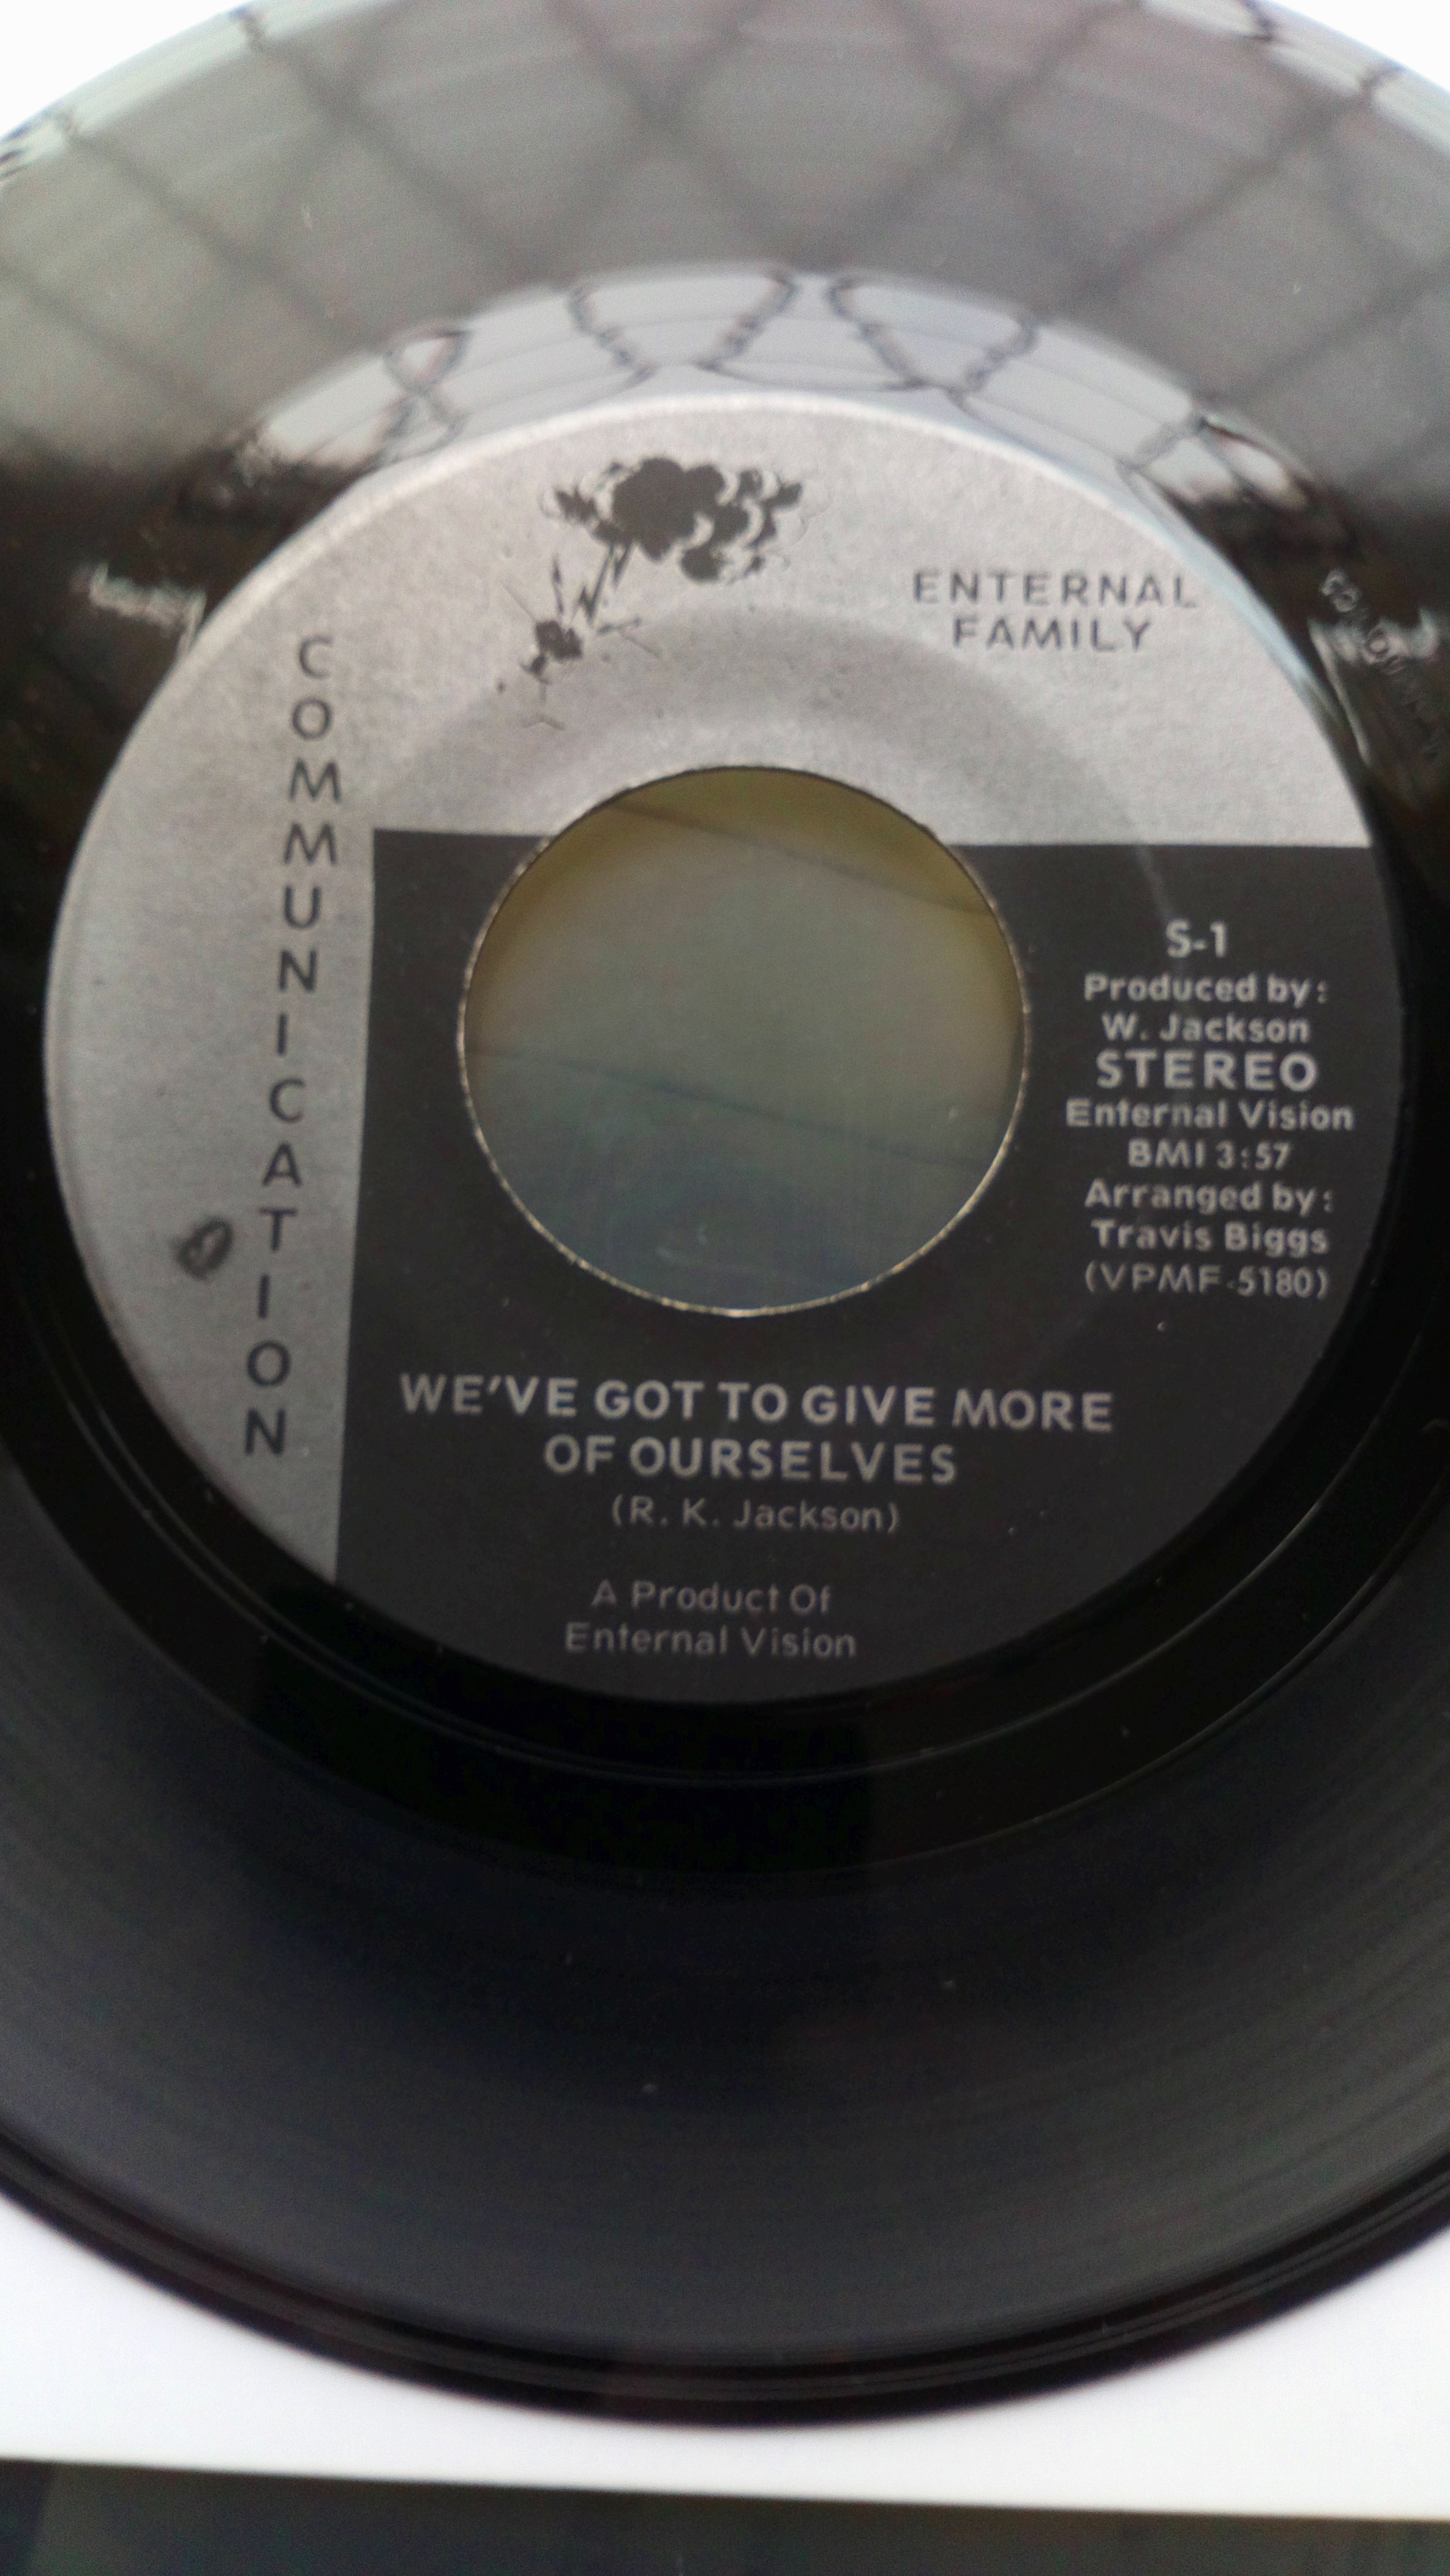 ENTERNAL
FAMILY
COMMUNICATION
S-1
Produced by:
W. Jackson
STEREO
Enternal Vision
BMI 3:57
Arranged by:
Travis Biggs
(VPMF-5180)
WE'VE GOT TO GIVE MORE
OF OURSELVES
(R. K. Jackson)
A Product Of
Enternal Vision